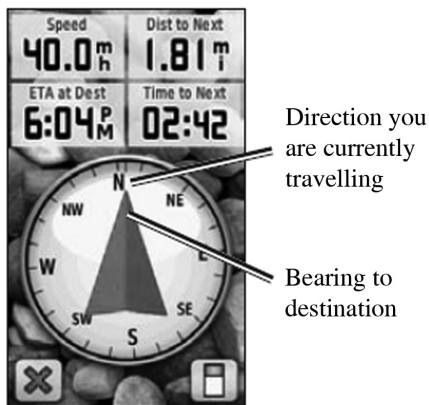 Speed Dist to Next
40.0 mh 1.81 mi
ETA at Dest Time to Next
6:04 PM 02:42
Direction you
are currently
travelling
N
NW NE
W E
Bearing to
destination
SW SE
S